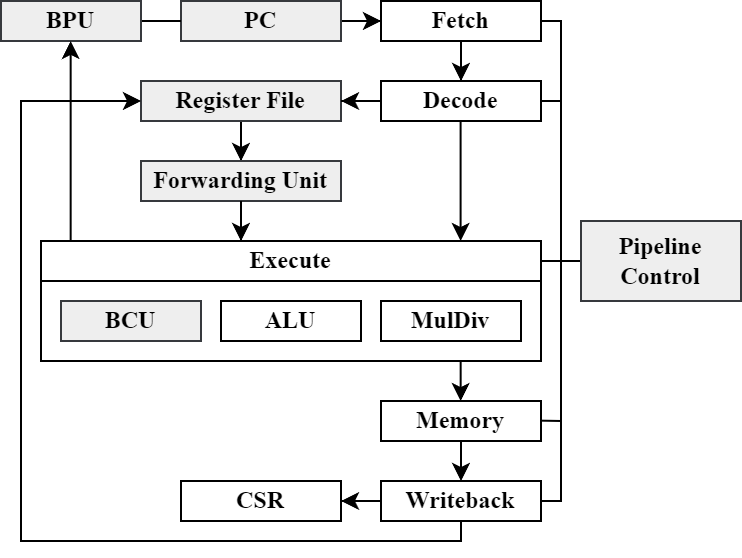 BPU
PC
Fetch
Register File
Decode
Forwarding Unit
Execute
Pipeline
Control
BCU
ALU
MulDiv
Memory
CSR
Writeback